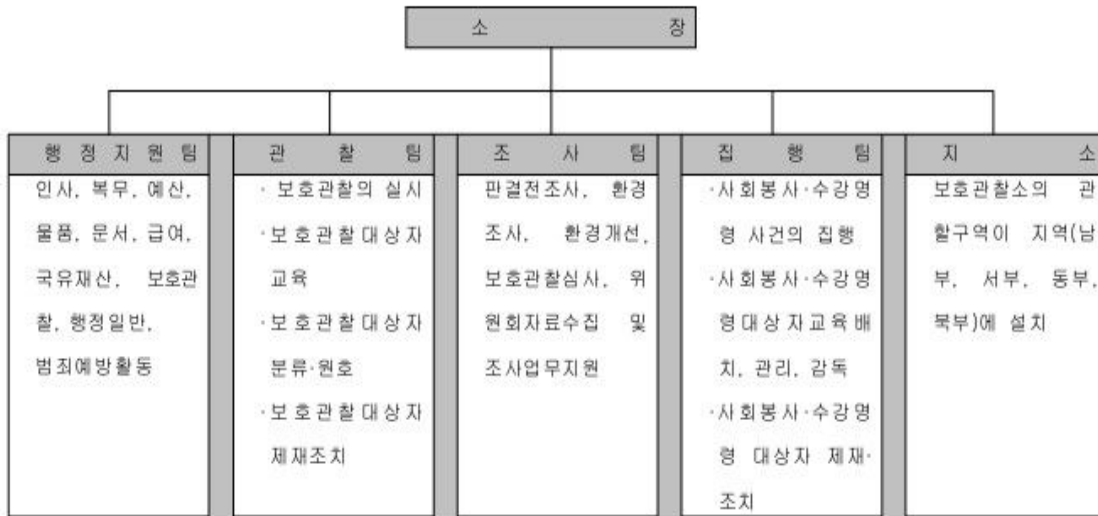 소 장
행 정 지 원 팀
인사, 복무, 예산,
물품, 문서, 급여,
국유재산, 보호관
찰, 행정일반,
범죄예방활동
관 찰 팀
· 보호관찰의 실시
·보호관찰대상자
교육
·보호관찰대상자
분류·원호
·보호관찰대상자
제재조치
조 사 팀
판결전조사, 환경
조사, 환경개선,
보호관찰심사, 위
원회자료수집 및
조사업무지원
집 행 팀
·사회봉사·수강명
령 사건의 집행
·사회봉사·수강명
령대상자교육배
치, 관리, 감독
·사회봉사·수강명
령 대상자 제재·
조치
지 소
보호관찰소의 관
할구역이 지역(남
부, 서부, 동부,
북부)에 설치